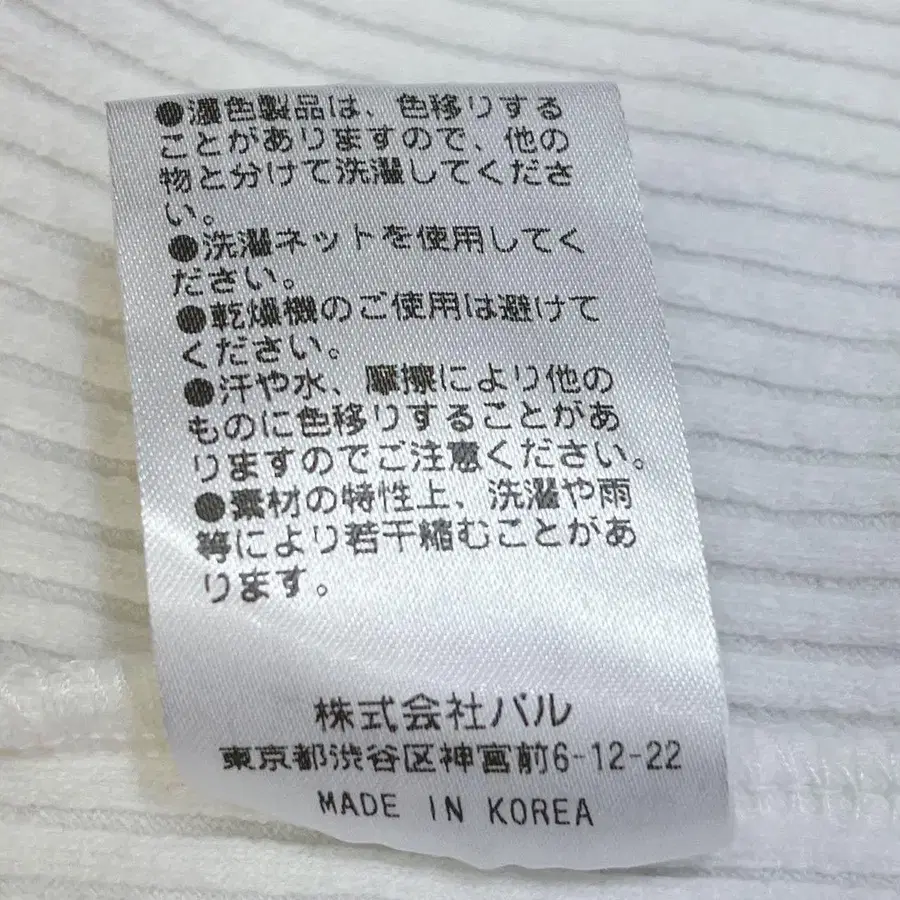 ●濃色製品は、色移りする
ことがありますので、他の
物と分けて洗濯してくださ
い。
●洗濯ネットを使用してく
ださい。
●乾燥機のご使用は避けて
ください。
●汗や水、摩擦により他の
ものに色移りすることがあ
りますのでご注意ください。
●素材の特性上、洗濯や雨
等により若干縮むことがあ
ります。
株式会社バル
東京都渋谷区神宮前6-12-22
MADE IN KOREA